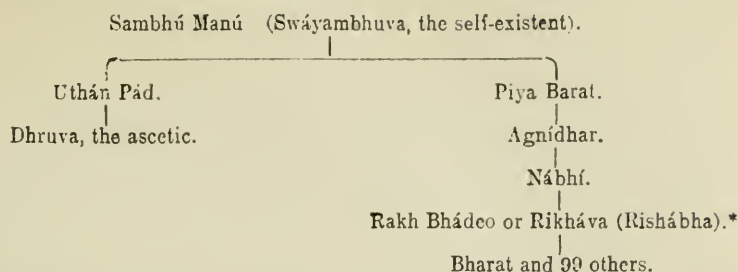 Sambhú Manú (Swáyambhuva, the self-existent).
Uthán Pád. Piya Barat.
Dhruva, the ascetic. Agnídhar.
Nábhí.
Rakh Bhádeo or Rikháva (Rishábha).*
Bharat and 99 others.